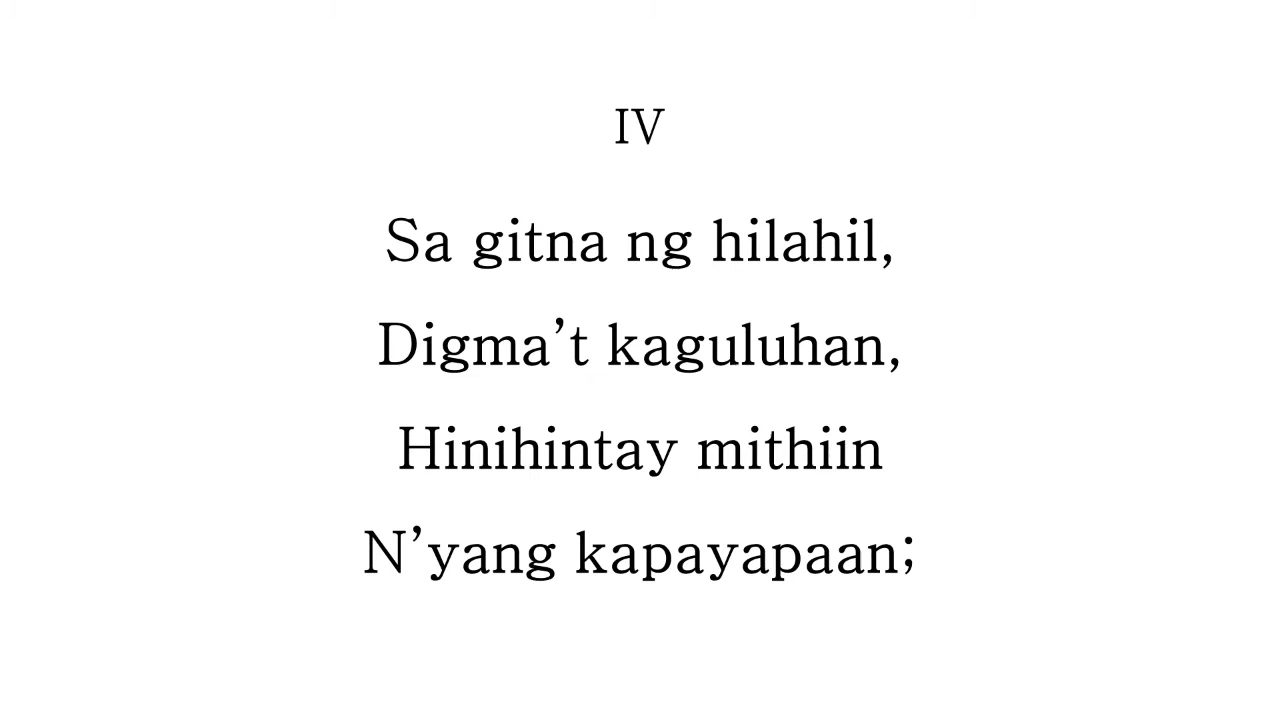 IV
Sa gitna ng hilahil,
Digma’t kaguluhan,
Hinihintay mithiin
N’yang kapayapaan;